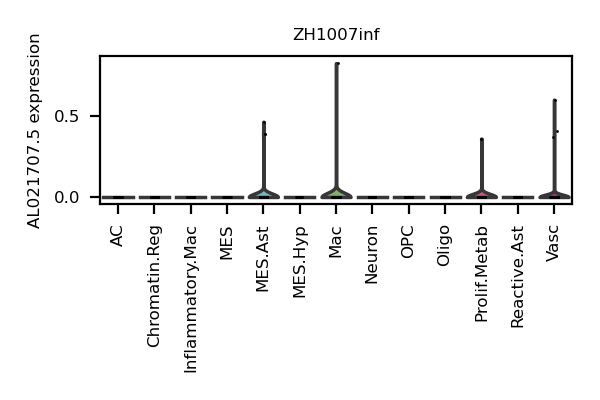 ZH1007inf
AL021707.5 expression
0.5
0.0
AC
Chromatin.Reg
Inflammatory.Mac
MES
MES.Ast
MES.Hyp
Mac
Neuron
OPC
Oligo
Prolif.Metab
Reactive.Ast
Vasc